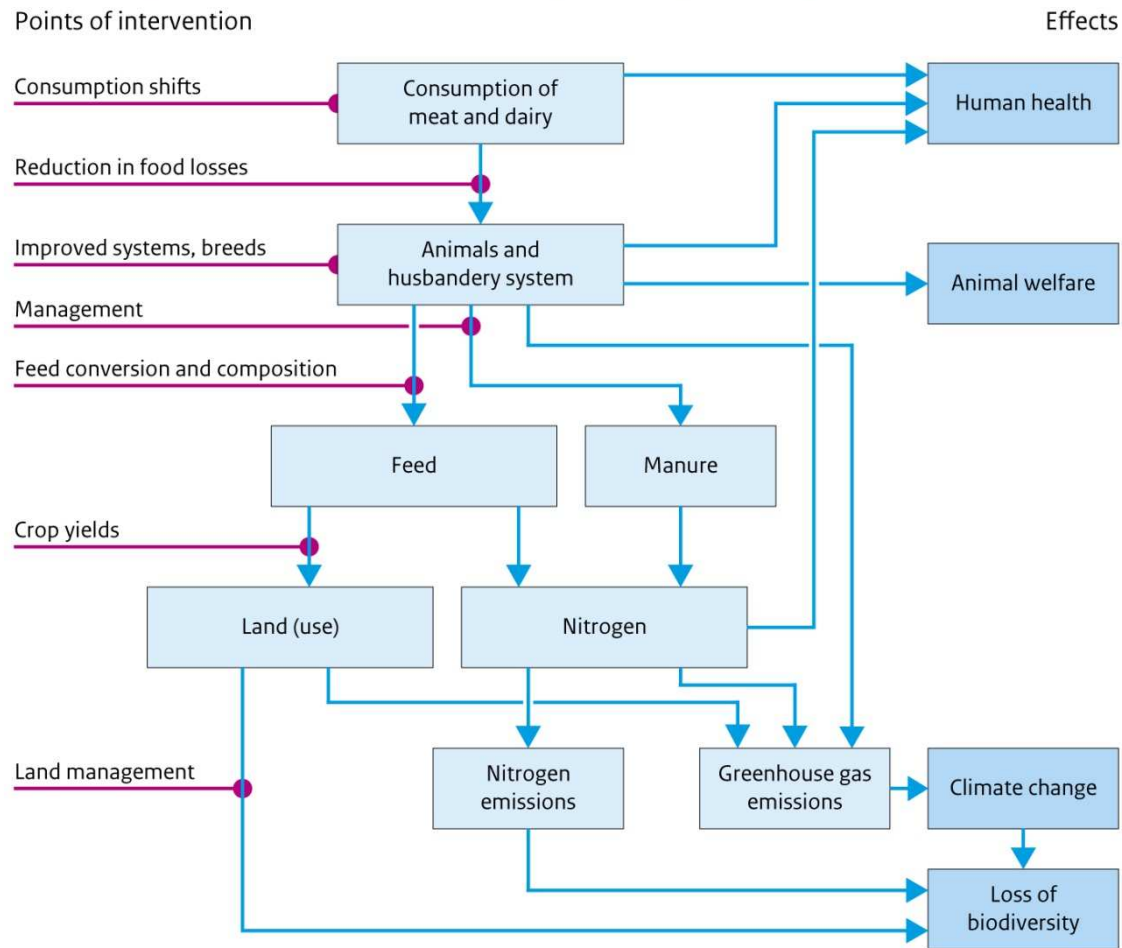 Points of intervention
Effects
Consumption shifts
Consumption of
meat and dairy
Human health
Reduction in food losses
Improved systems, breeds
Animals and
husbandery system
Animal welfare
Management
Feed conversion and composition
Feed
Manure
Crop yields
Land (use)
Nitrogen
Land management
Nitrogen
emissions
Greenhouse gas
emissions
Climate change
Loss of
biodiversity